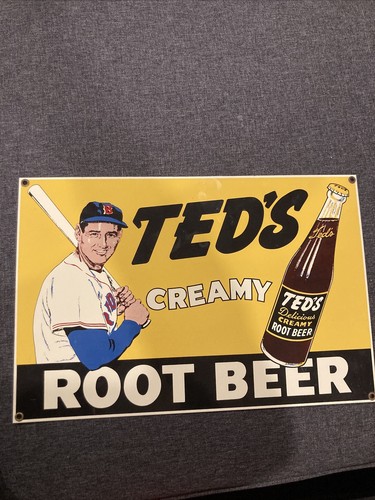 TED'S
CREAMY
ROOT BEER
B
Ted's
TED'S
Delicious
CREAMY
ROOT BEER